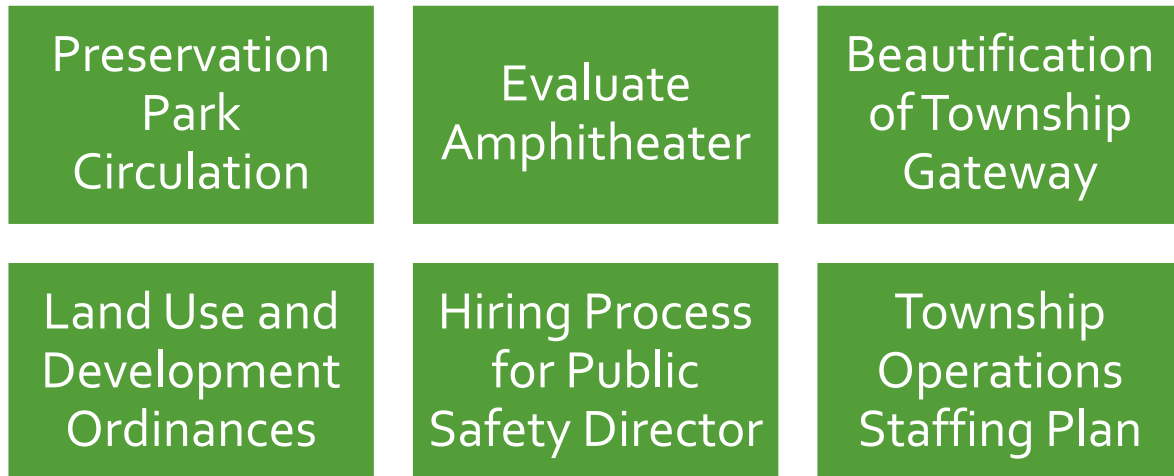 Preservation
Park
Circulation
Evaluate
Amphitheater
Beautification
of Township
Gateway
Land Use and
Development
Ordinances
Hiring Process
for Public
Safety Director
Township
Operations
Staffing Plan